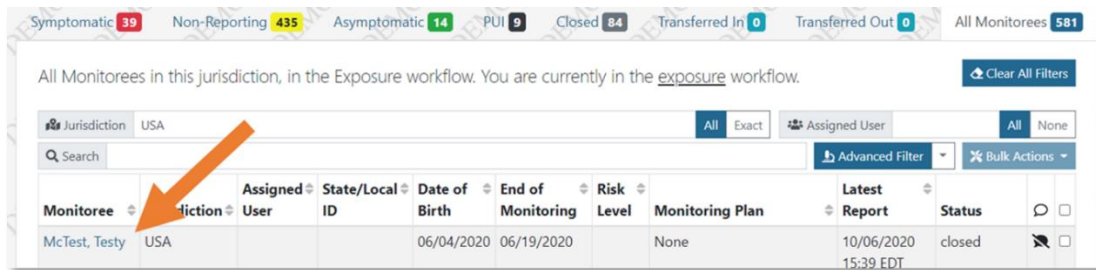 Symptomatic 39 Non-Reporting 435 Asymptomatic 14 PUI 9 Closed 84 Transferred In 0 Transferred Out 0 All Monitorees 581
All Monitorees in this jurisdiction, in the Exposure workflow. You are currently in the exposure workflow. Clear All Filters
Jurisdiction USA All Exact Assigned User All None
Search Advanced Filter Bulk Actions
Assigned State/Local Date of End of Risk Latest
Monitoree diction User ID Birth Monitoring Level Monitoring Plan Report Status
McTest, Testy USA 06/04/2020 06/19/2020 None 10/06/2020 closed
15:39 EDT